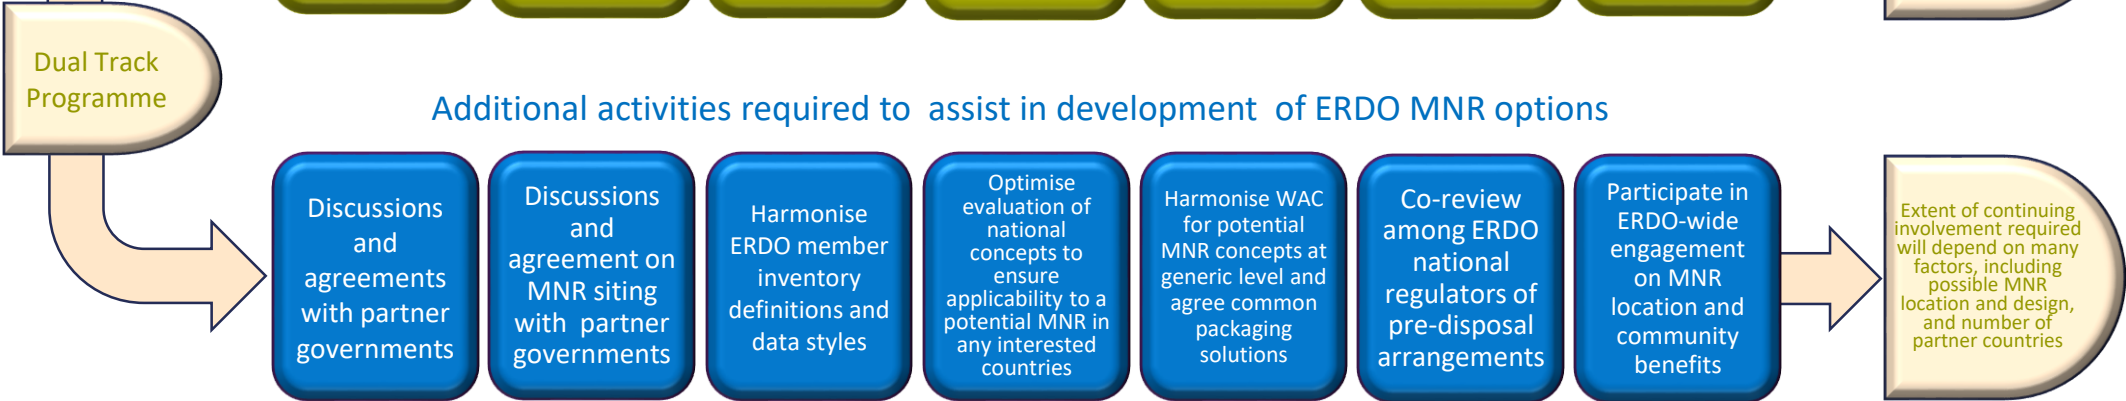 Dual Track
Programme
Additional activities required to assist in development of ERDO MNR options
Discussions
and
agreements
with partner
governments
Discussions
and
agreement on
MNR siting
with partner
governments
Harmonise
ERDO member
inventory
definitions and
data styles
Optimise
evaluation of
national
concepts to
ensure
applicability to a
potential MNR in
any interested
countries
Harmonise WAC
for potential
MNR concepts at
generic level and
agree common
packaging
solutions
Co-review
among ERDO
national
regulators of
pre-disposal
arrangements
Participate in
ERDO-wide
engagement
on MNR
location and
community
benefits
Extent of continuing
involvement required
will depend on many
factors, including
possible MNR
location and design,
and number of
partner countries